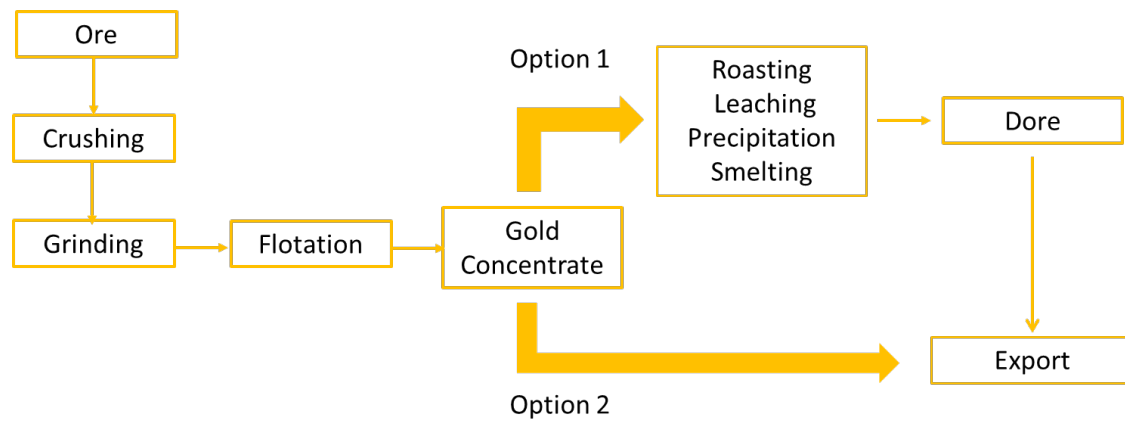 Ore
Crushing
Grinding
Flotation
Gold
Concentrate
Option 1
Roasting
Leaching
Precipitation
Smelting
Dore
Option 2
Export